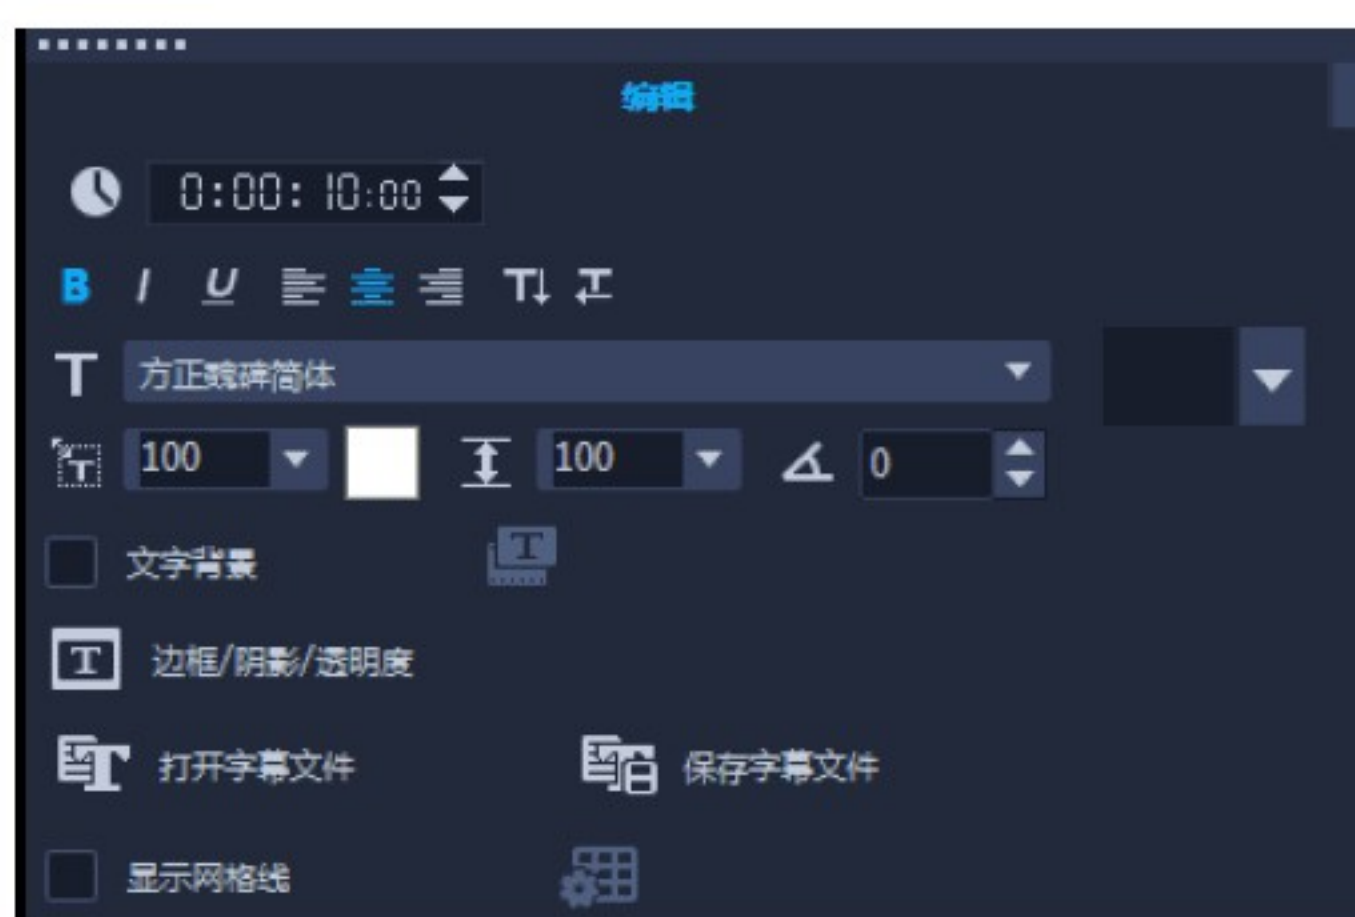 编辑
0:00:10:00
B I U
方正魏碑简体
100 100 0
文字背景
边框/阴影/透明度
打开字幕文件 保存字幕文件
显示网格线